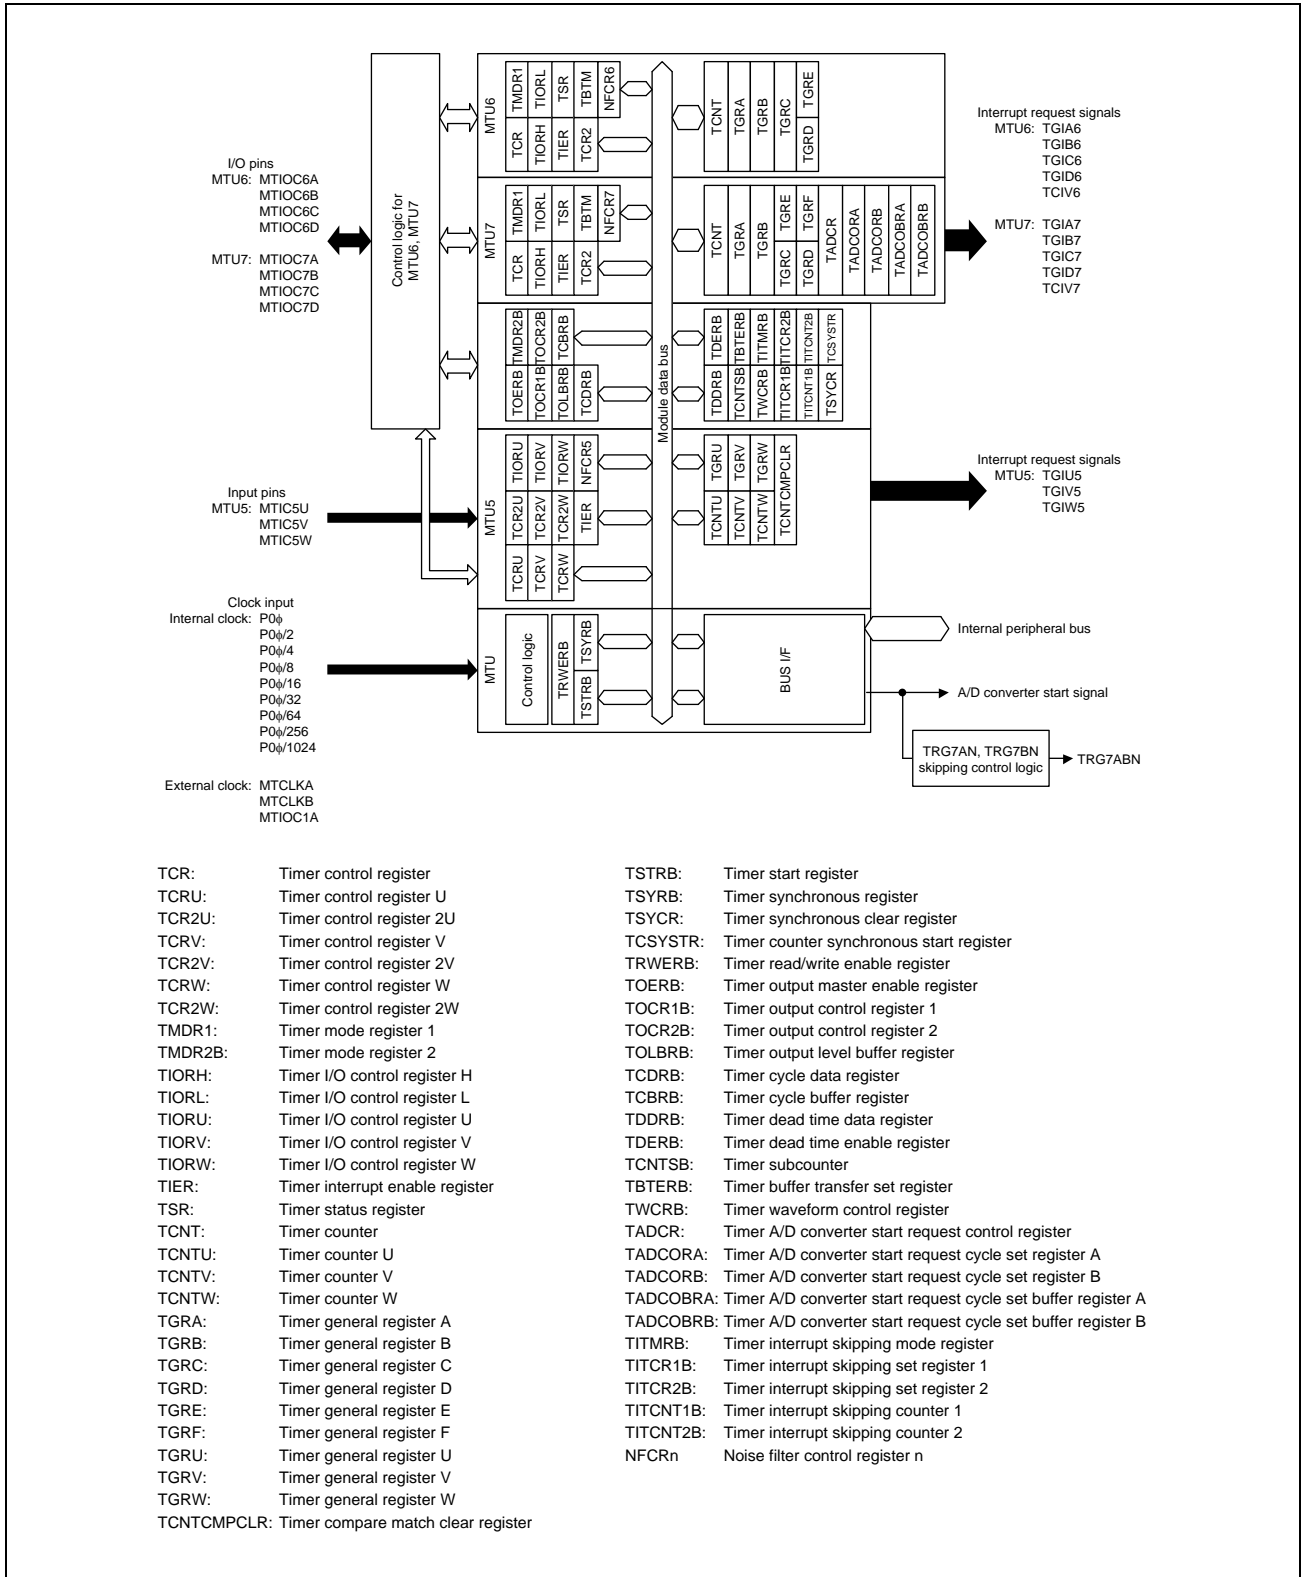 I/O pins
MTU6: MTIOC6A
MTIOC6B
MTIOC6C
MTIOC6D
MTU7: MTIOC7A
MTIOC7B
MTIOC7C
MTIOC7D
Input pins
MTU5: MTIC5U
MTIC5V
MTIC5W
Clock input
Internal clock: P0ϕ
P0ϕ/2
P0ϕ/4
P0ϕ/8
P0ϕ/16
P0ϕ/32
P0ϕ/64
P0ϕ/256
P0ϕ/1024
External clock: MTCLKA
MTCLKB
MTIOC1A
Control logic for
MTU6, MTU7
MTU6
TMDR1 TIORL TSR TBTM NFCR6
TCR TIORH TIER TCR2
TCNT TGRA TGRB TGRC TGRE
TGRD
MTU7
TMDR1 TIORL TSR TBTM NFCR7
TCR TIORH TIER TCR2
TCNT TGRA TGRB TGRE TGRF TADCR TADCORA TADCORB TADCOBRA TADCOBRB
TGRC TGRD
TMDR2B TOCR2B TCBRB
TOERB TOCR1B TOLBRB TCDRB
TDERB TBTERB TITMRB TITCR2B TITCNT2B TCSYSTR
TDDRB TCNTSB TWCRB TITCR1B TITCNT1B TSYCR
Module data bus
MTU5
TIORU TIORV TIORW NFCR5
TCR2U TCR2V TCR2W TIER
TCRU TCRV TCRW
TGRU TGRV TGRW TCNTCMPCLR
TCNTU TCNTV TCNTW
MTU
Control logic
TRWERB
TSYRB
TSTRB
BUS I/F
Interrupt request signals
MTU6: TGIA6
TGIB6
TGIC6
TGID6
TCIV6
MTU7: TGIA7
TGIB7
TGIC7
TGID7
TCIV7
Interrupt request signals
MTU5: TGIU5
TGIV5
TGIW5
Internal peripheral bus
A/D converter start signal
TRG7AN, TRG7BN
skipping control logic
TRG7ABN
TCR: Timer control register
TCRU: Timer control register U
TCR2U: Timer control register 2U
TCRV: Timer control register V
TCR2V: Timer control register 2V
TCRW: Timer control register W
TCR2W: Timer control register 2W
TMDR1: Timer mode register 1
TMDR2B: Timer mode register 2
TIORH: Timer I/O control register H
TIORL: Timer I/O control register L
TIORU: Timer I/O control register U
TIORV: Timer I/O control register V
TIORW: Timer I/O control register W
TIER: Timer interrupt enable register
TSR: Timer status register
TCNT: Timer counter
TCNTU: Timer counter U
TCNTV: Timer counter V
TCNTW: Timer counter W
TGRA: Timer general register A
TGRB: Timer general register B
TGRC: Timer general register C
TGRD: Timer general register D
TGRE: Timer general register E
TGRF: Timer general register F
TGRU: Timer general register U
TGRV: Timer general register V
TGRW: Timer general register W
TCNTCMPCLR: Timer compare match clear register
TSTRB: Timer start register
TSYRB: Timer synchronous register
TSYCR: Timer synchronous clear register
TCSYSTR: Timer counter synchronous start register
TRWERB: Timer read/write enable register
TOERB: Timer output master enable register
TOCR1B: Timer output control register 1
TOCR2B: Timer output control register 2
TOLBRB: Timer output level buffer register
TCDRB: Timer cycle data register
TCBRB: Timer cycle buffer register
TDDRB: Timer dead time data register
TDERB: Timer dead time enable register
TCNTSB: Timer subcounter
TBTERB: Timer buffer transfer set register
TWCRB: Timer waveform control register
TADCR: Timer A/D converter start request control register
TADCORA: Timer A/D converter start request cycle set register A
TADCORB: Timer A/D converter start request cycle set register B
TADCOBRA: Timer A/D converter start request cycle set buffer register A
TADCOBRB: Timer A/D converter start request cycle set buffer register B
TITMRB: Timer interrupt skipping mode register
TITCR1B: Timer interrupt skipping set register 1
TITCR2B: Timer interrupt skipping set register 2
TITCNT1B: Timer interrupt skipping counter 1
TITCNT2B: Timer interrupt skipping counter 2
NFCRn Noise filter control register n